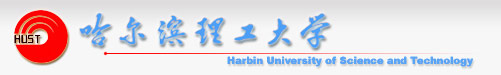 HUST
哈尔滨理工大学
Harbin University of Science and Technology